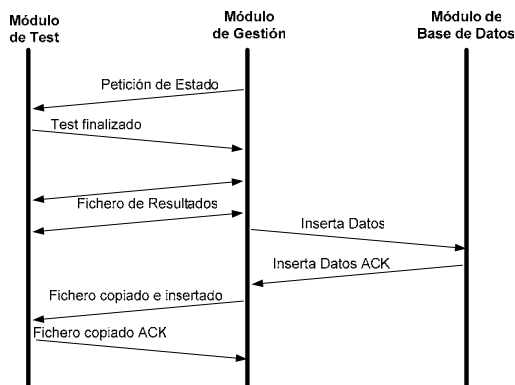 Módulo
de Test
Módulo
de Gestión
Módulo de
Base de Datos
Petición de Estado
Test finalizado
Fichero de Resultados
Inserta Datos
Inserta Datos ACK
Fichero copiado e insertado
Fichero copiado ACK